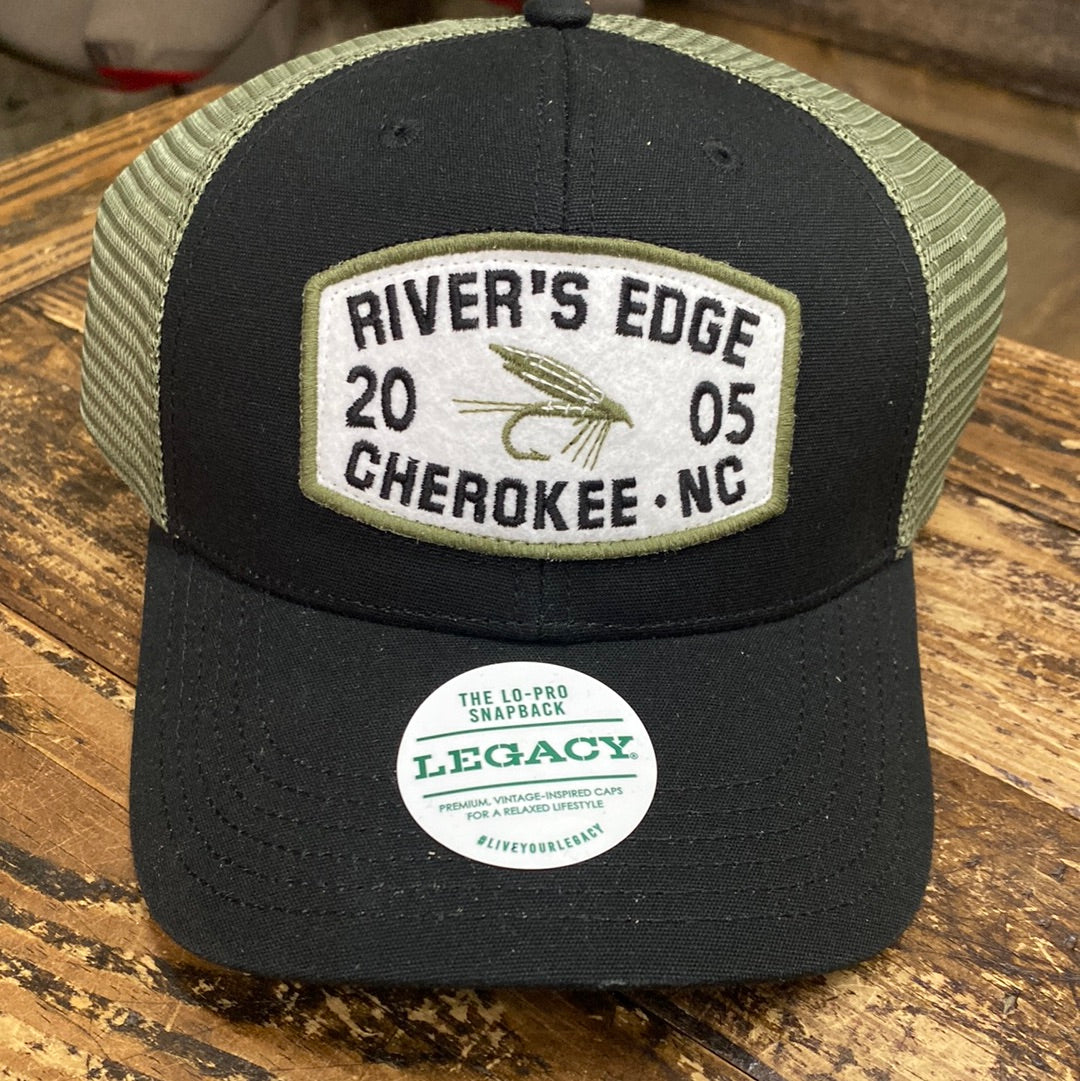 RIVER'S EDGE
20 05
CHEROKEE • NC
THE LO-PRO
SNAPBACK
LEGACY®
PREMIUM, VINTAGE-INSPIRED CAPS
FOR A RELAXED LIFESTYLE
#LIVEYOURLEGACY